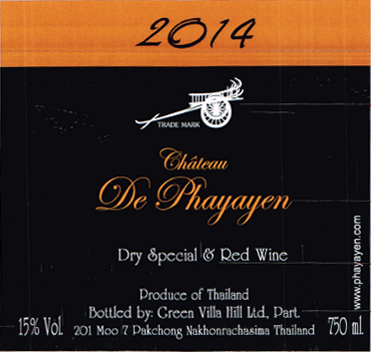 2014
TRADE MARK
Château
De Phayayen
Dry Special & Red Wine
Produce of Thailand
Bottled by: Green Villa Hill Ltd., Part.
15% Vol. 201 Moo 7 Pakchong Nakhonrachasima Thailand 750 ml.
www.phayayen.com